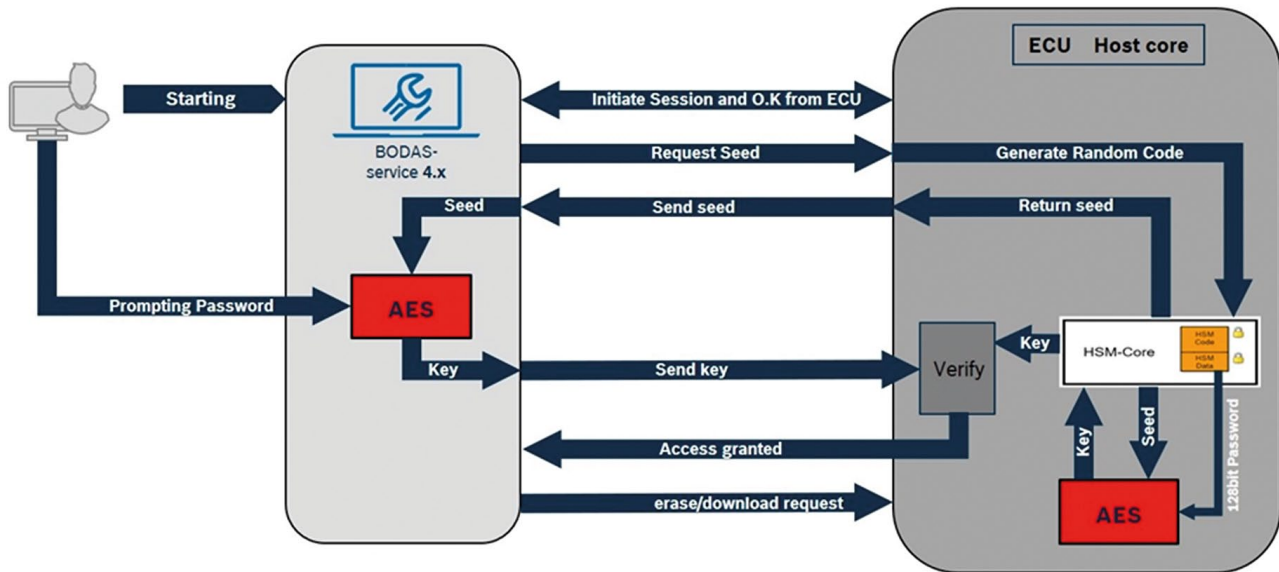 ECU Host core
Starting
Initiate Session and O.K from ECU
BODAS-
service 4.x
Request Seed
Generate Random Code
Seed
Send seed
Return seed
Prompting Password
AES
HSM-Core
HSM
Code
HSM
Data
Key
Verify
Key
Send key
Key
Seed
128bit Password
Access granted
erase/download request
AES